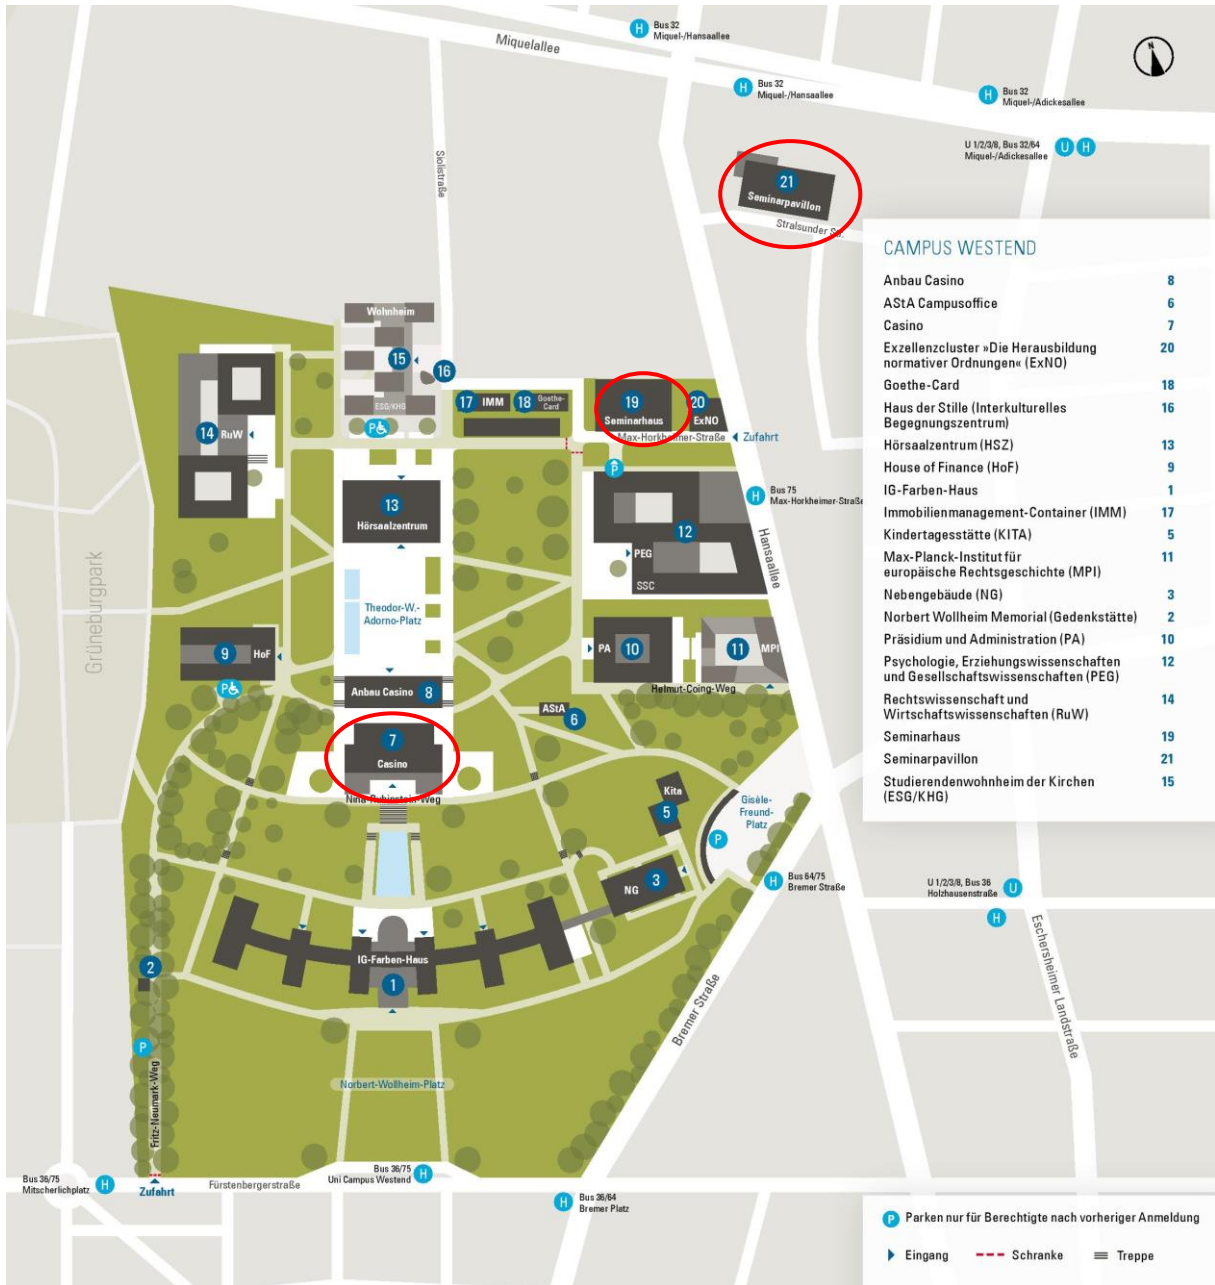 Bus 32
Miquel-/Hansaallee
Miquelallee
N
H
Bus 32
Miquel-/Hansaallee
H
Bus 32
Miquel-/Adickesallee
H
U 1/2/3/8, Bus 32/64
Miquel-/Adickesallee
U H
Siolistraße
21
Seminarpavillon
Stralsunder Str.
CAMPUS WESTEND
Anbau Casino 8
AStA Campusoffice 6
Casino 7
Exzellenzcluster »Die Herausbildung
normativer Ordnungen« (ExNO) 20
Goethe-Card 18
Haus der Stille (Interkulturelles
Begegnungszentrum) 16
Hörsaalzentrum (HSZ) 13
House of Finance (HoF) 9
IG-Farben-Haus 1
Immobilienmanagement-Container (IMM) 17
Kindertagesstätte (KITA) 5
Max-Planck-Institut für
europäische Rechtsgeschichte (MPI) 11
Nebengebäude (NG) 3
Norbert Wollheim Memorial (Gedenkstätte) 2
Präsidium und Administration (PA) 10
Psychologie, Erziehungswissenschaften
und Gesellschaftswissenschaften (PEG) 12
Rechtswissenschaft und
Wirtschaftswissenschaften (RuW) 14
Seminarhaus 19
Seminarpavillon 21
Studierendenwohnheim der Kirchen
(ESG/KHG) 15
Wohnheim
15
16
ESG/KHG
P
17 IMM
18 Goethe-
Card
19
Seminarhaus
20
ExNO
Max-Horkheimer-Straße
Zufahrt
14 RuW
P
13
Hörsaalzentrum
H
Bus 75
Max-Horkheimer-Straße
12
PEG
SSC
Hansaallee
Grüneburgpark
Theodor-W.-
Adorno-Platz
9 HoF
P
PA 10
11 MPI
Helmut-Coing-Weg
Anbau Casino 8
AStA
6
7
Casino
Nina-Rubinstein-Weg
Kita
5
Gisèle-
Freund-
Platz
P
3
NG
H
Bus 64/75
Bremer Straße
U 1/2/3/8, Bus 36
Holzhausenstraße
U
H
Eschersheimer Landstraße
IG-Farben-Haus
1
2
Bremer Straße
P
Fritz-Neumark-Weg
Norbert-Wollheim-Platz
Bus 36/75
Mitscherlichplatz
H
Zufahrt
Fürstenbergerstraße
Bus 36/75
Uni Campus Westend
H
H
Bus 36/64
Bremer Platz
P Parken nur für Berechtigte nach vorheriger Anmeldung
Eingang
Schranke
Treppe